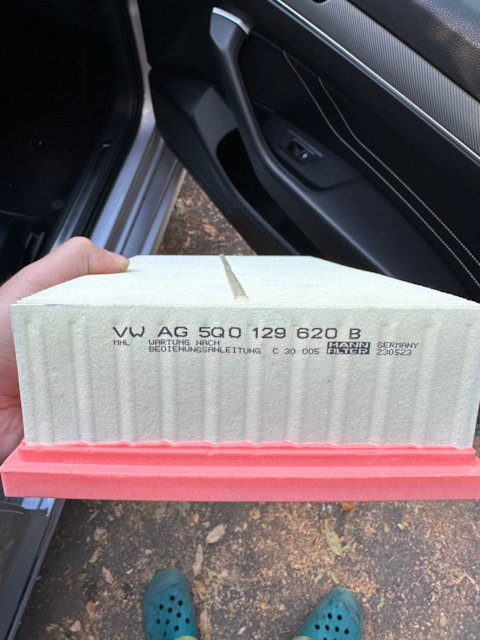 VW AG 5Q0 129 620 B
MHL WARTUNG NACH MANN GERMANY
BEDIENUNGSANLEITUNG C 30 005 FILTER 230523